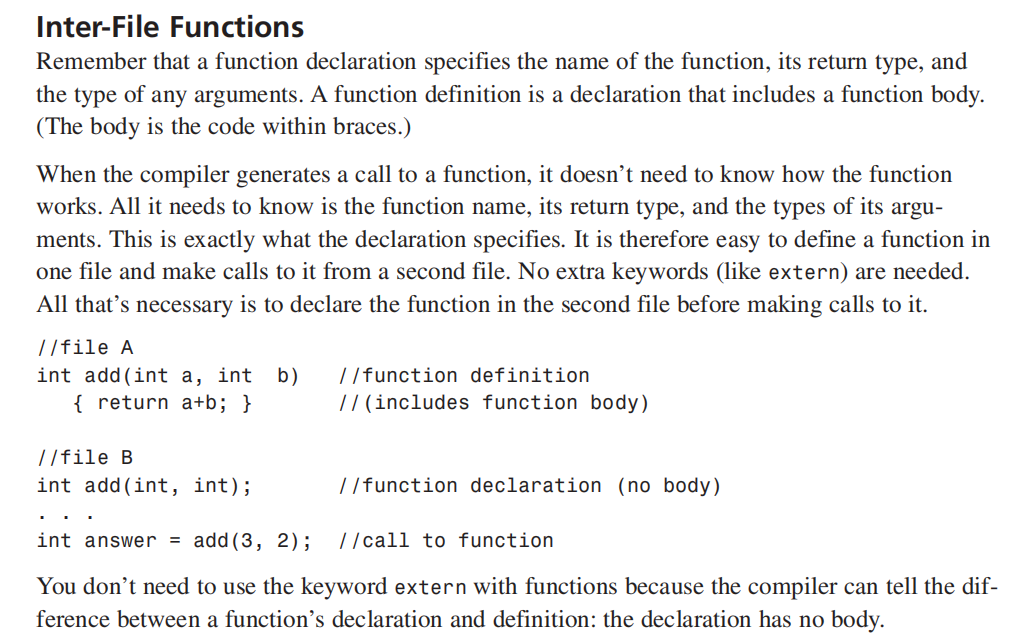 Inter-File Functions
Remember that a function declaration specifies the name of the function, its return type, and
the type of any arguments. A function definition is a declaration that includes a function body.
(The body is the code within braces.)
When the compiler generates a call to a function, it doesn’t need to know how the function
works. All it needs to know is the function name, its return type, and the types of its argu-
ments. This is exactly what the declaration specifies. It is therefore easy to define a function in
one file and make calls to it from a second file. No extra keywords (like extern) are needed.
All that’s necessary is to declare the function in the second file before making calls to it.
//file A
int add(int a, int  b)   //function definition
   { return a+b; }       //(includes function body)
//file B
int add(int, int);       //function declaration (no body)
. . .
int answer = add(3, 2);  //call to function
You don’t need to use the keyword extern with functions because the compiler can tell the dif-
ference between a function’s declaration and definition: the declaration has no body.